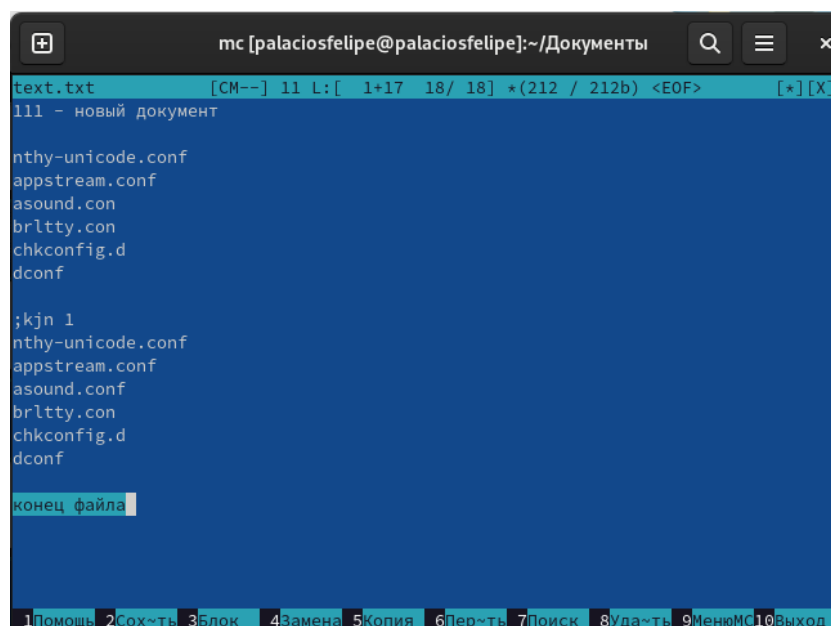 mc [palaciosfelipe@palaciosfelipe]:~/Документы
text.txt [CM--] 11 L:[ 1+17 18/ 18] *(212 / 212b) <EOF> [*][X]
111 – новый документ
nthy-unicode.conf
appstream.conf
asound.con
brltty.con
chkconfig.d
dconf
;kjn 1
nthy-unicode.conf
appstream.conf
asound.conf
brltty.con
chkconfig.d
dconf
конец файла
1Помощь 2Сох~ть 3Блок 4Замена 5Копия 6Пер~ть 7Поиск 8Уда~ть 9МенюMC 10Выход